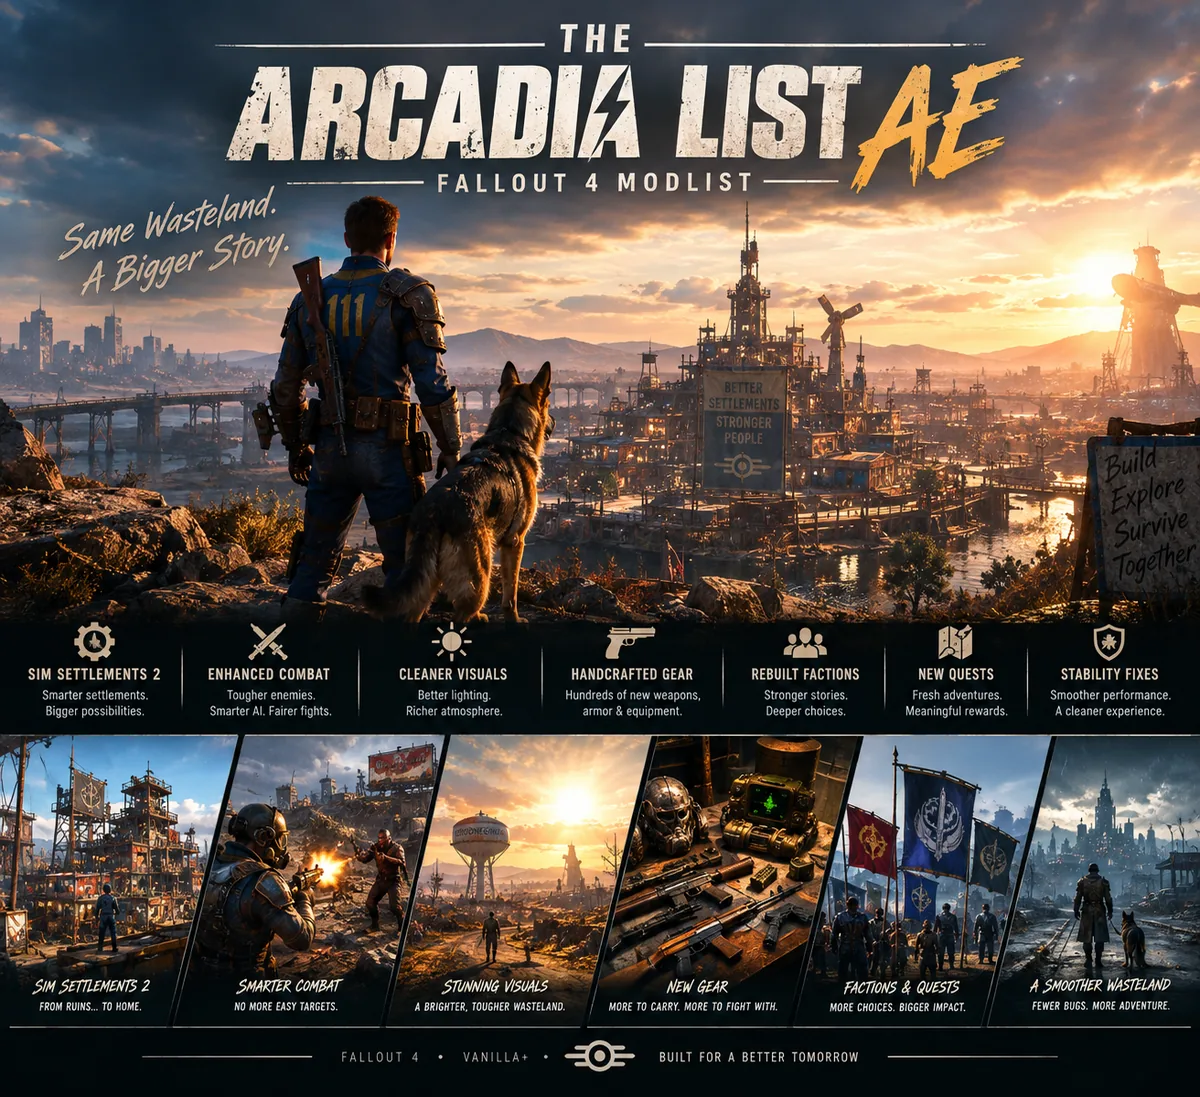 THE
ARCADIA LIST AE
FALLOUT 4 MODLIST
Same Wasteland.
A Bigger Story.
111
BETTER
SETTLEMENTS
STRONGER
PEOPLE
Build
Explore
Survive
Together
SIM SETTLEMENTS 2
Smarter settlements.
Bigger possibilities.
ENHANCED COMBAT
Tougher enemies.
Smarter AI. Fairer fights.
CLEANER VISUALS
Better lighting.
Richer atmosphere.
HANDCRAFTED GEAR
Hundreds of new weapons,
armor & equipment.
REBUILT FACTIONS
Stronger stories.
Deeper choices.
NEW QUESTS
Fresh adventures.
Meaningful rewards.
STABILITY FIXES
Smoother performance.
A cleaner experience.
SIM SETTLEMENTS 2
FROM RUINS... TO HOME.
SMARTER COMBAT
NO MORE EASY TARGETS.
STUNNING VISUALS
A BRIGHTER, TOUGHER WASTELAND.
NEW GEAR
MORE TO CARRY. MORE TO FIGHT WITH.
FACTIONS & QUESTS
MORE CHOICES. BIGGER IMPACT.
A SMOOTHER WASTELAND
FEWER BUGS. MORE ADVENTURE.
FALLOUT 4 • VANILLA+ • BUILT FOR A BETTER TOMORROW